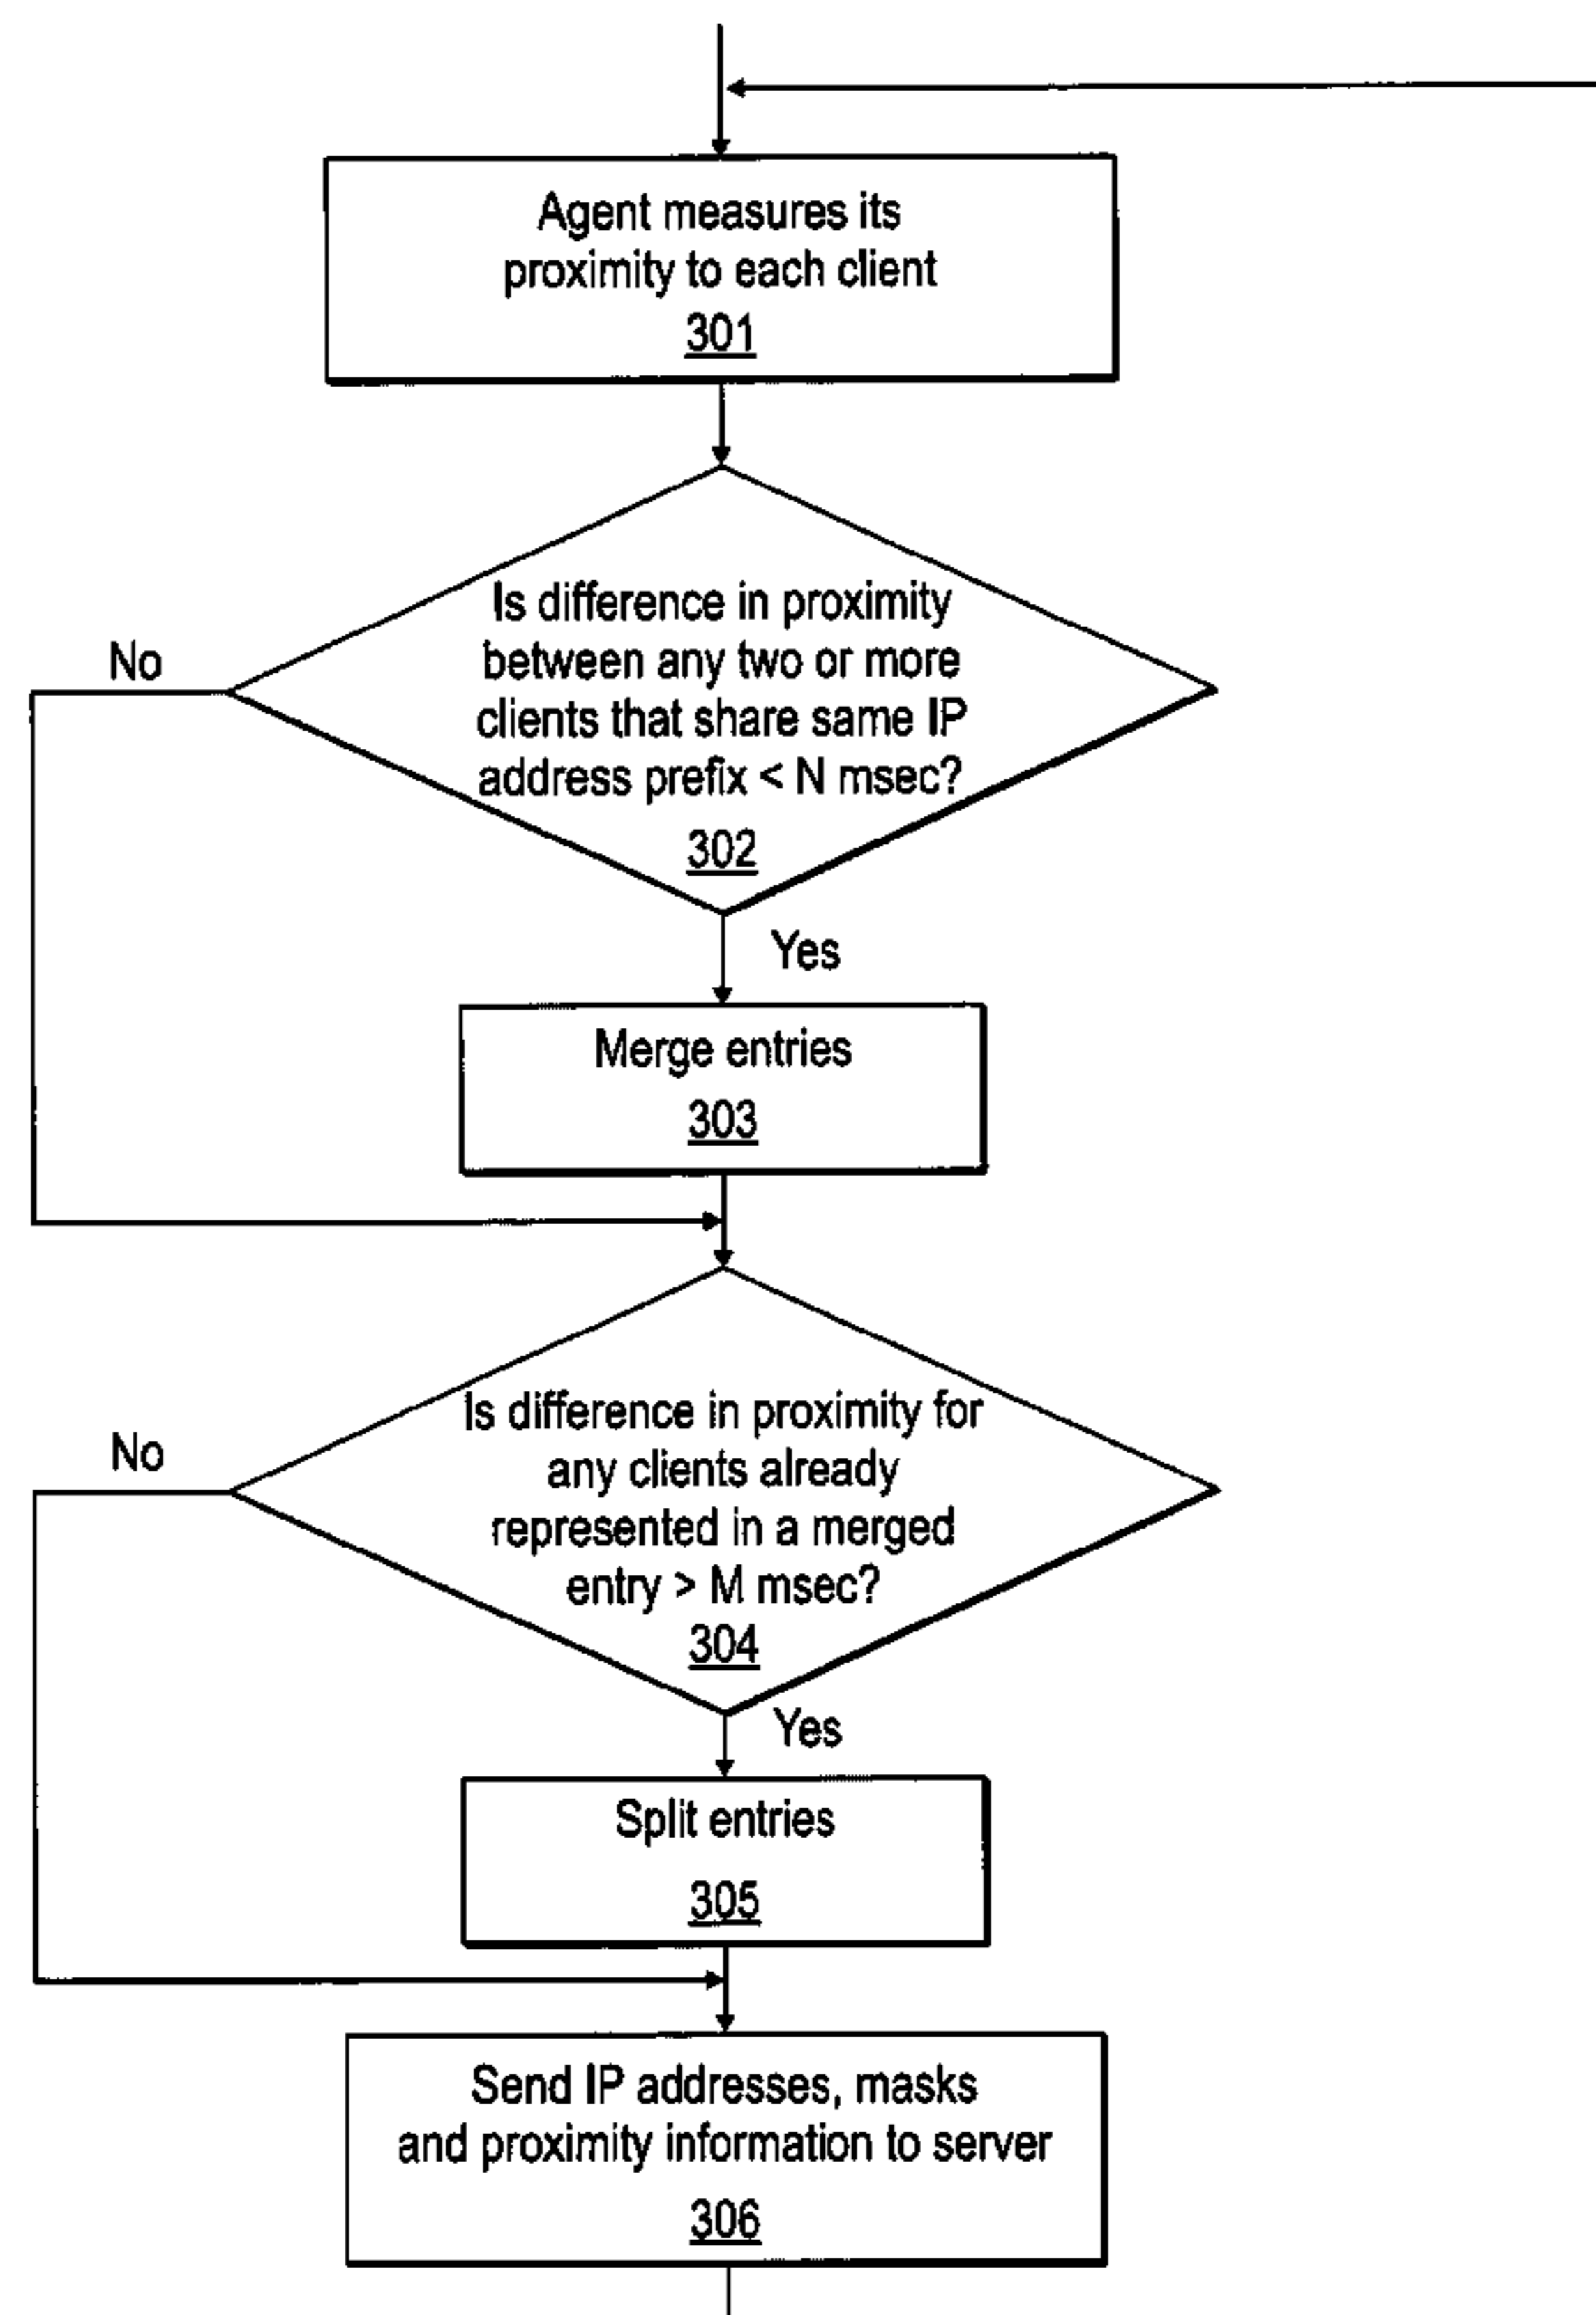 Agent measures its
proximity to each client
301
Is difference in proximity
between any two or more
clients that share same IP
address prefix < N msec?
302
No
Yes
Merge entries
303
Is difference in proximity for
any clients already
represented in a merged
entry > M msec?
304
No
Yes
Split entries
305
Send IP addresses, masks
and proximity information to server
306